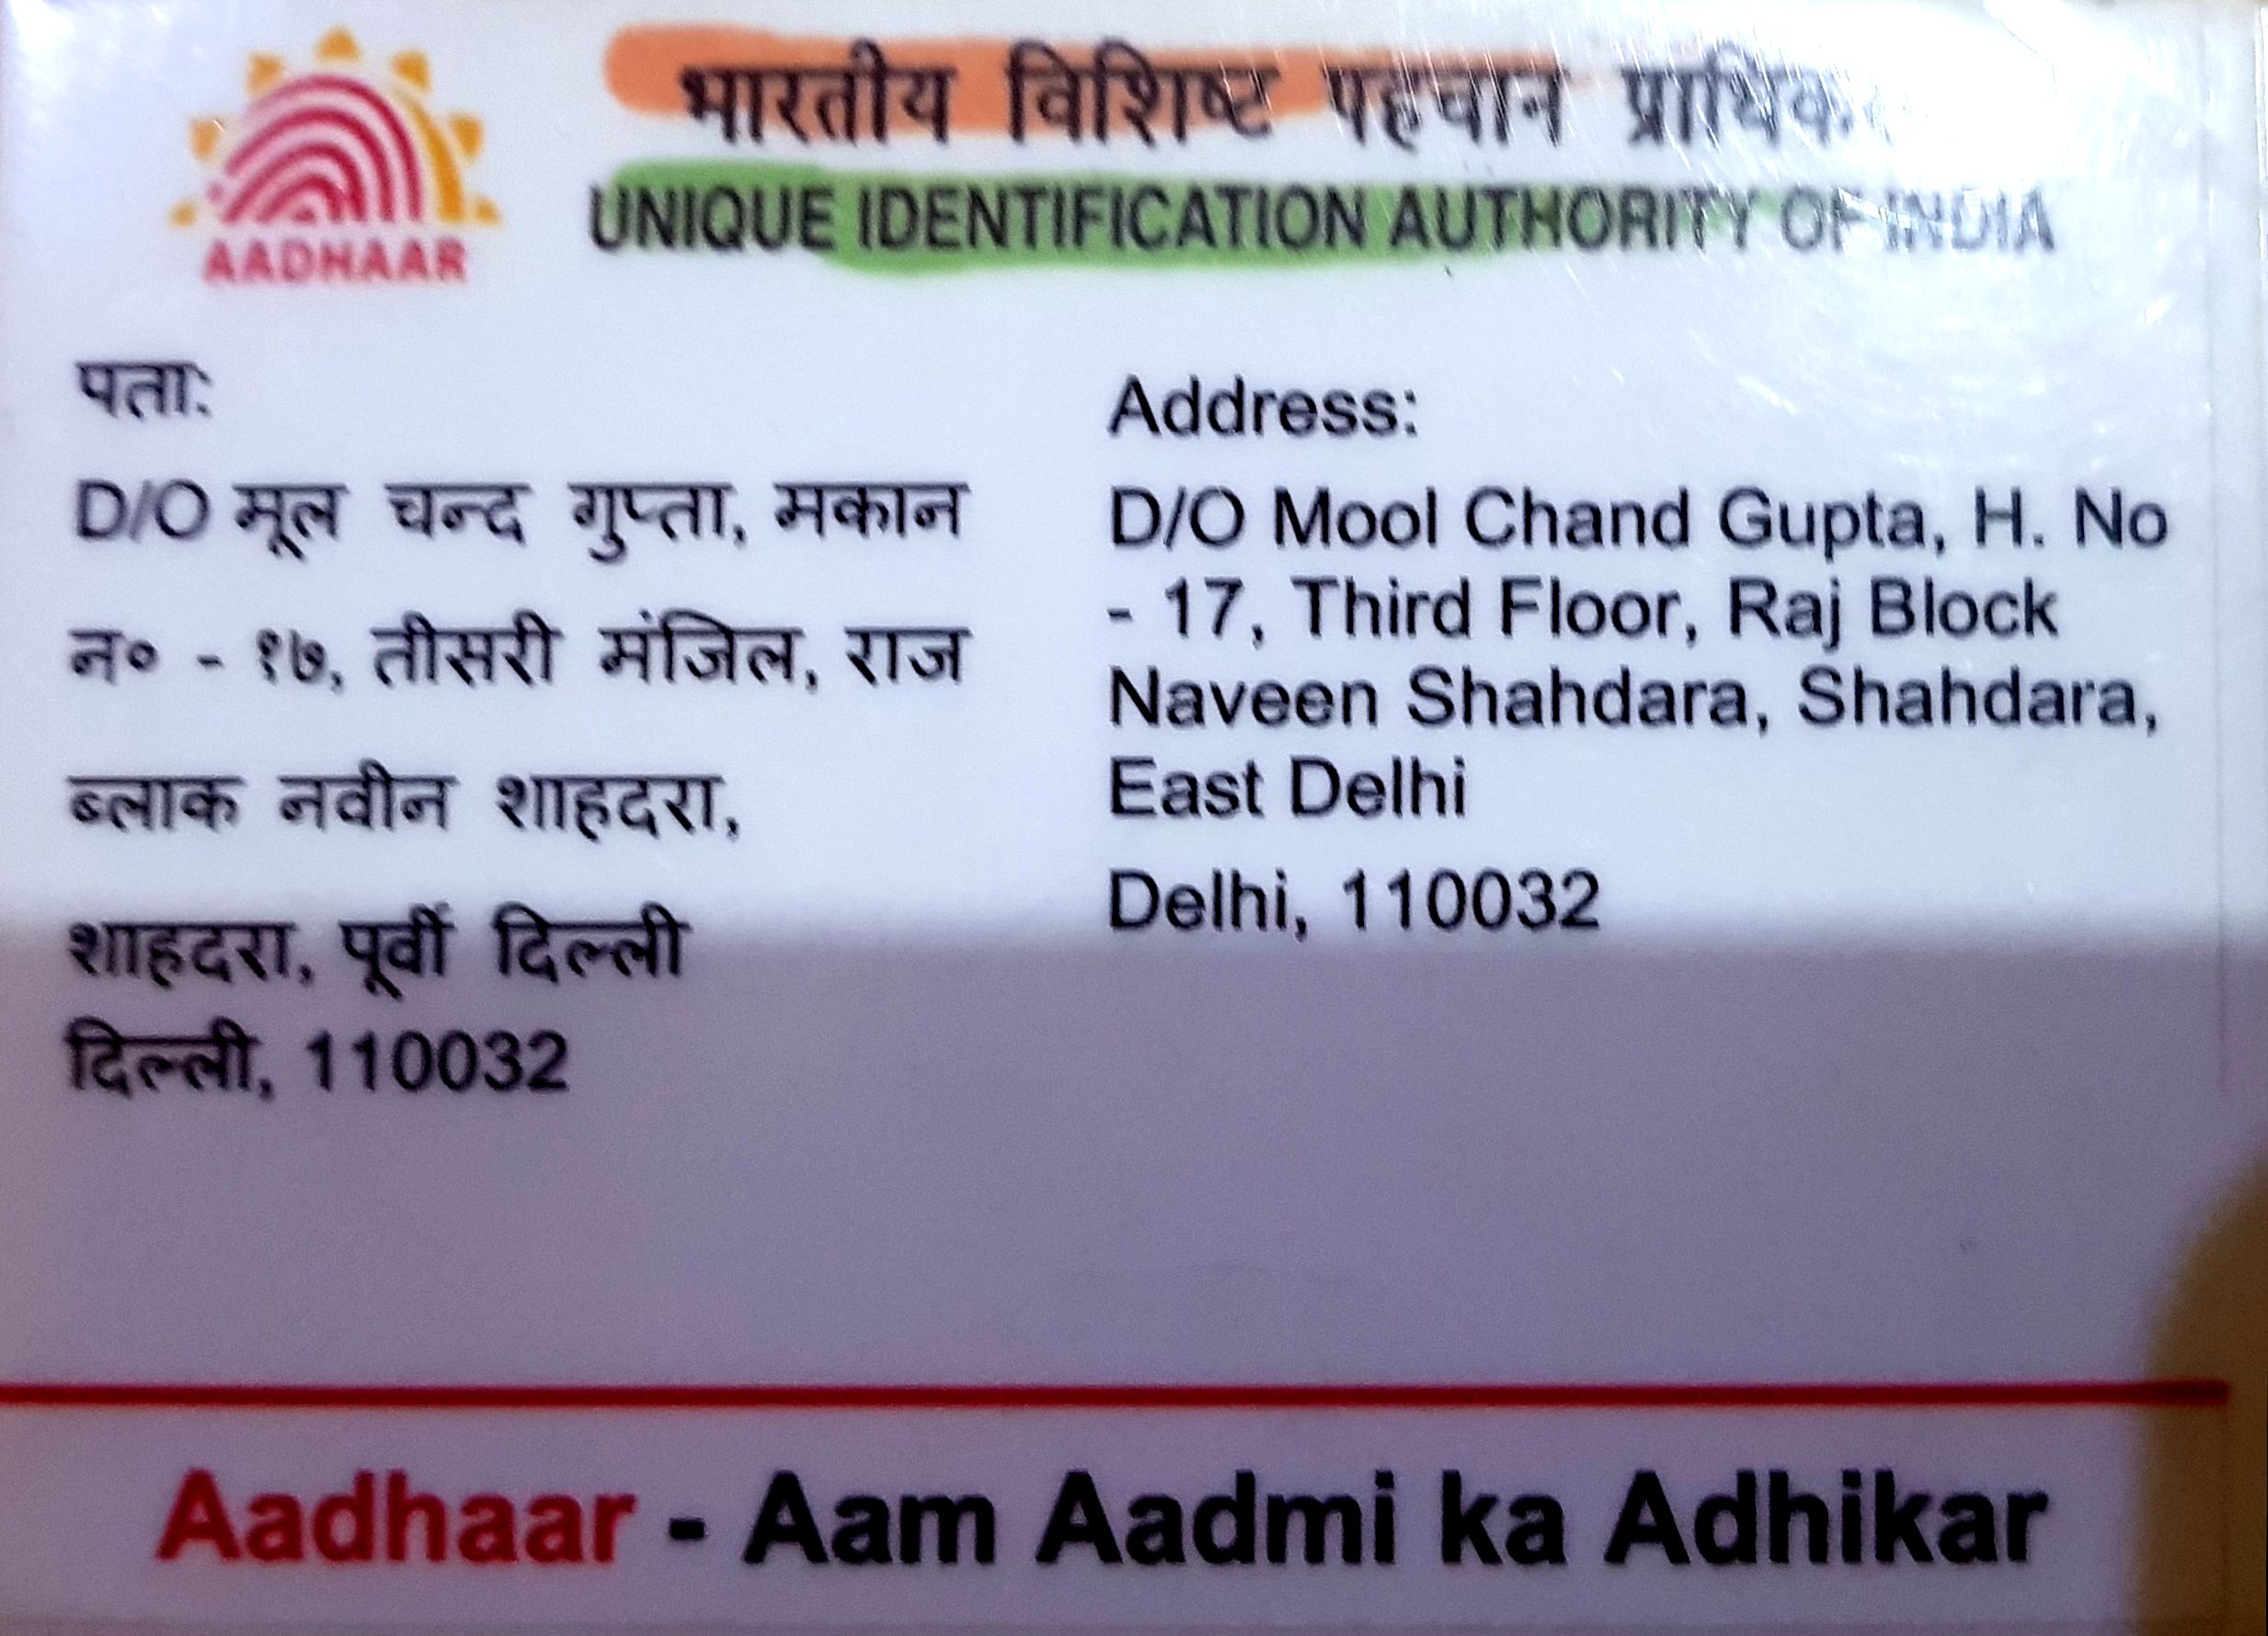 भारतीय विशिष्ट पहचान
UNIQUE IDENTIFICATION AUTHORITY OF INDIA
AADHAAR
पता:
D/O मूल चन्द गुप्ता, मकान
न० - १७, तीसरी मंजिल, राज
ब्लाक नवीन शाहदरा,
शाहदरा, पूर्वी दिल्ली
दिल्ली, 110032
Address:
D/O Mool Chand Gupta, H. No
- 17, Third Floor, Raj Block
Naveen Shahdara, Shahdara,
East Delhi
Delhi, 110032
Aadhaar - Aam Aadmi ka Adhikar